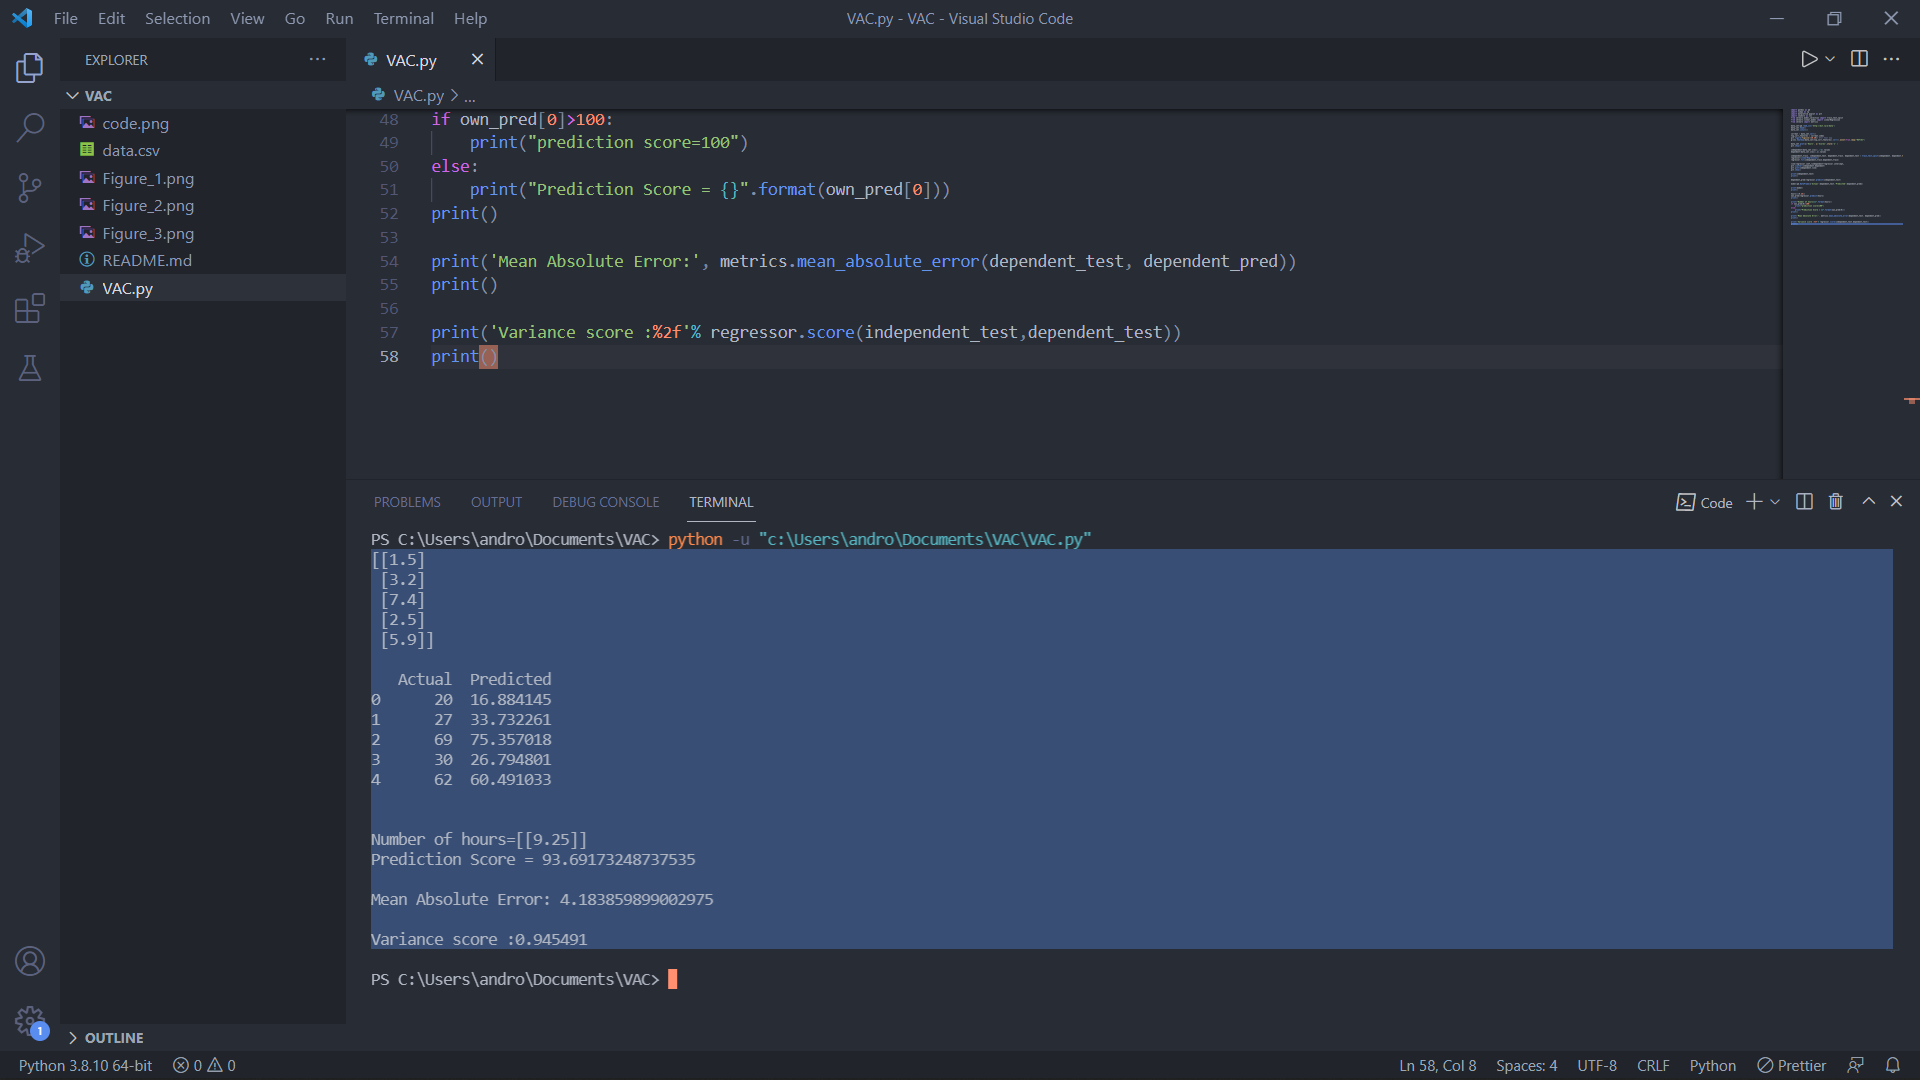 File Edit Selection View Go Run Terminal Help
VAC.py - VAC - Visual Studio Code
EXPLORER
VAC
code.png
data.csv
Figure_1.png
Figure_2.png
Figure_3.png
README.md
VAC.py
OUTLINE
VAC.py
VAC.py > ...
48 if own_pred[0]>100:
49     print("prediction score=100")
50 else:
51     print("Prediction Score = {}".format(own_pred[0]))
52 print()
53
54 print('Mean Absolute Error:', metrics.mean_absolute_error(dependent_test, dependent_pred))
55 print()
56
57 print('Variance score :%2f'% regressor.score(independent_test,dependent_test))
58 print()
PROBLEMS OUTPUT DEBUG CONSOLE TERMINAL
Code
PS C:\Users\andro\Documents\VAC> python -u "c:\Users\andro\Documents\VAC\VAC.py"
[[1.5]
 [3.2]
 [7.4]
 [2.5]
 [5.9]]
   Actual  Predicted
0      20  16.884145
1      27  33.732261
2      69  75.357018
3      30  26.794801
4      62  60.491033
Number of hours=[[9.25]]
Prediction Score = 93.69173248737535
Mean Absolute Error: 4.183859899002975
Variance score :0.945491
PS C:\Users\andro\Documents\VAC>
1
Python 3.8.10 64-bit 0 0
Ln 58, Col 8 Spaces: 4 UTF-8 CRLF Python Prettier